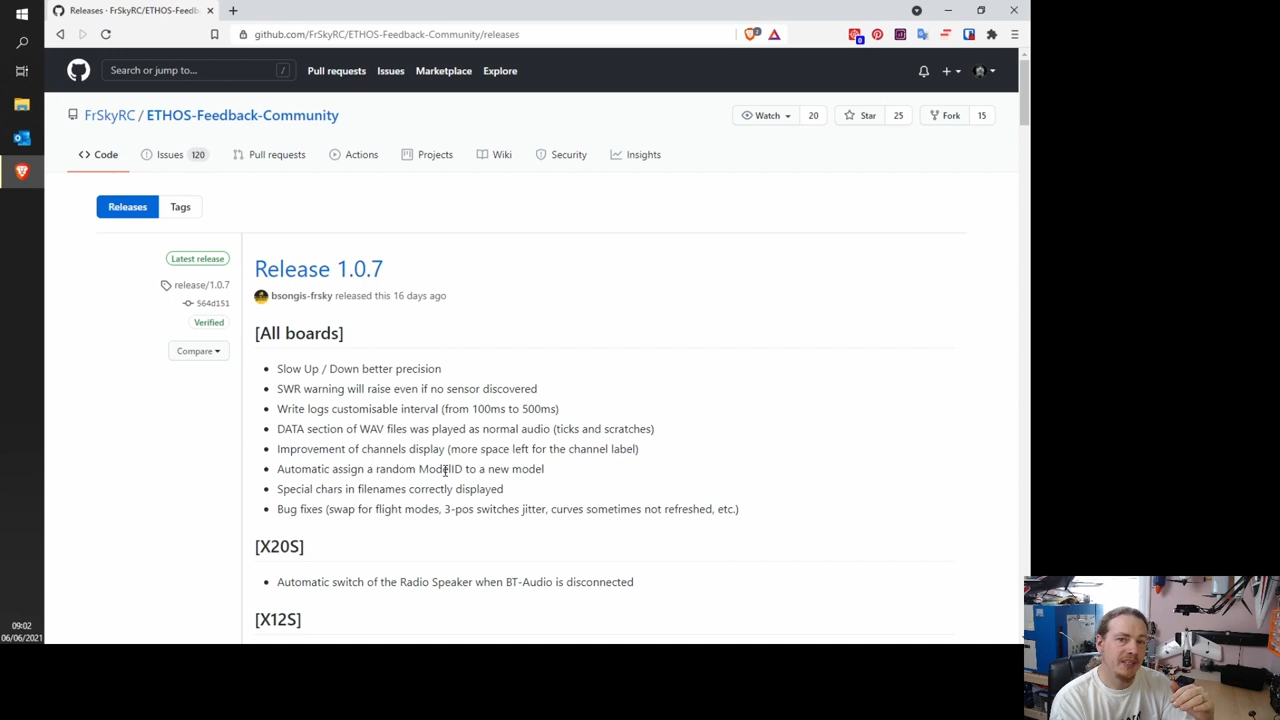 Releases · FrSkyRC/ETHOS-Feedb
github.com/FrSkyRC/ETHOS-Feedback-Community/releases
Search or jump to...
/
Pull requests
Issues
Marketplace
Explore
FrSkyRC / ETHOS-Feedback-Community
Watch 20
Star 25
Fork 15
Code
Issues 120
Pull requests
Actions
Projects
Wiki
Security
Insights
Releases
Tags
Latest release
release/1.0.7
564d151
Verified
Compare
Release 1.0.7
bsongis-frsky released this 16 days ago
[All boards]
Slow Up / Down better precision
SWR warning will raise even if no sensor discovered
Write logs customisable interval (from 100ms to 500ms)
DATA section of WAV files was played as normal audio (ticks and scratches)
Improvement of channels display (more space left for the channel label)
Automatic assign a random ModelID to a new model
Special chars in filenames correctly displayed
Bug fixes (swap for flight modes, 3-pos switches jitter, curves sometimes not refreshed, etc.)
[X20S]
Automatic switch of the Radio Speaker when BT-Audio is disconnected
[X12S]
09:02
06/06/2021